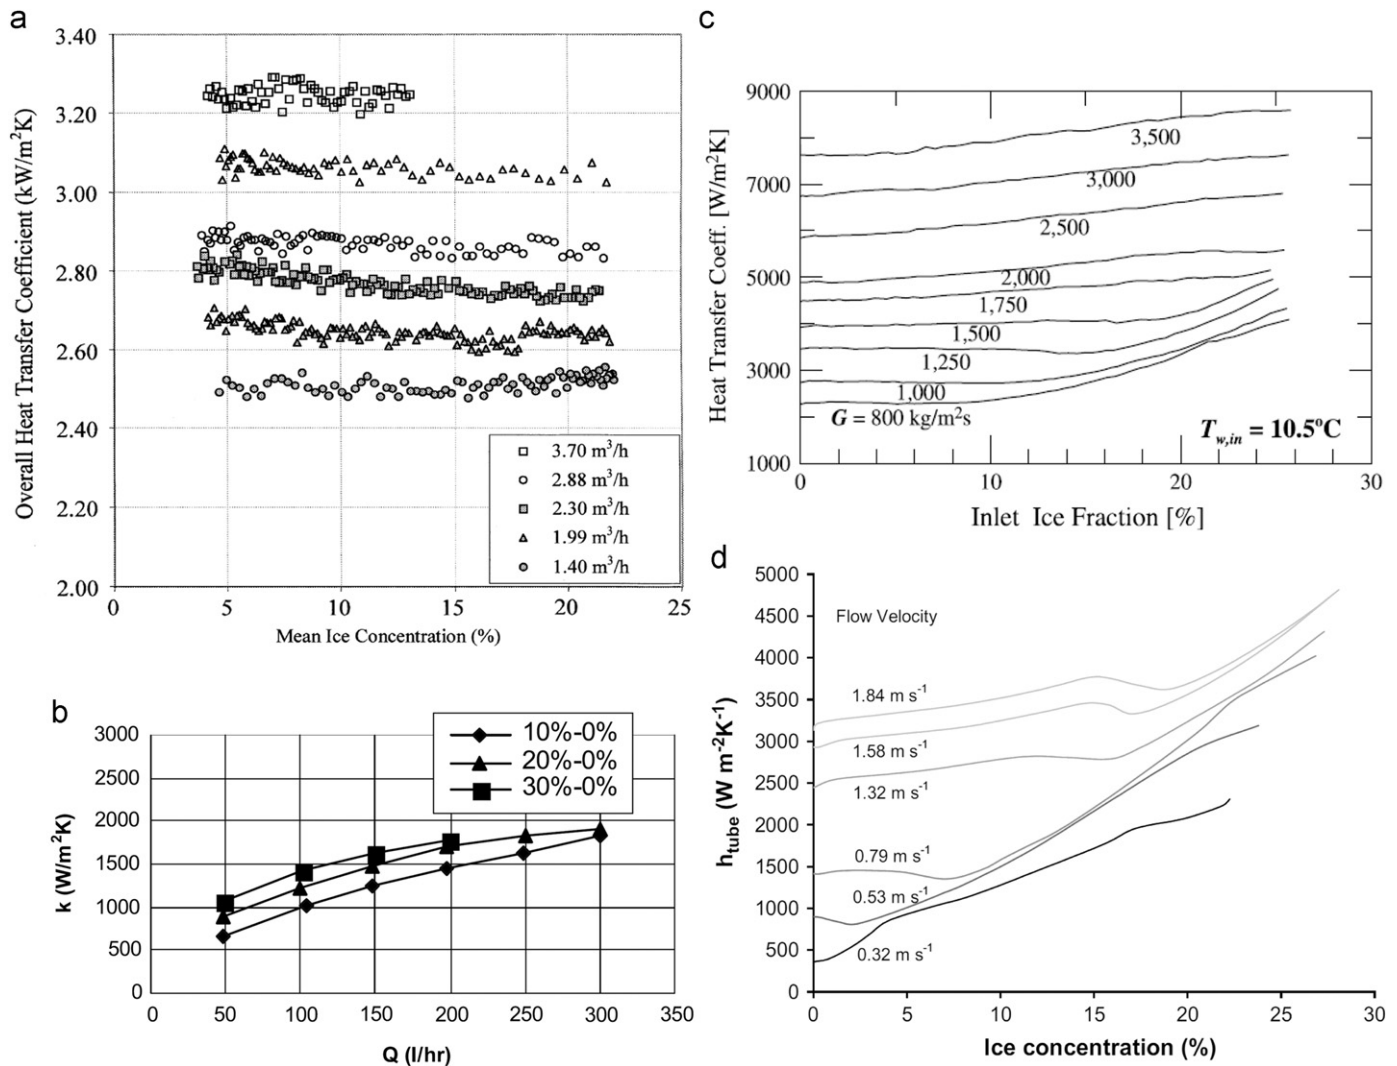 a
Overall Heat Transfer Coefficient (kW/m²K)
3.40
3.20
3.00
2.80
2.60
2.40
2.20
2.00
0
5
10
15
20
25
Mean Ice Concentration (%)
3.70 m³/h
2.88 m³/h
2.30 m³/h
1.99 m³/h
1.40 m³/h
b
k (W/m²K)
3000
2500
2000
1500
1000
500
0
0
50
100
150
200
250
300
350
Q (l/hr)
10%-0%
20%-0%
30%-0%
c
Heat Transfer Coeff. [W/m²K]
9000
7000
5000
3000
1000
3,500
3,000
2,500
2,000
1,750
1,500
1,250
1,000
G = 800 kg/m²s
T_w,in = 10.5°C
0
10
20
30
Inlet Ice Fraction [%]
d
h_tube (W m⁻²K⁻¹)
5000
4500
4000
3500
3000
2500
2000
1500
1000
500
0
Flow Velocity
1.84 m s⁻¹
1.58 m s⁻¹
1.32 m s⁻¹
0.79 m s⁻¹
0.53 m s⁻¹
0.32 m s⁻¹
0
5
10
15
20
25
30
Ice concentration (%)